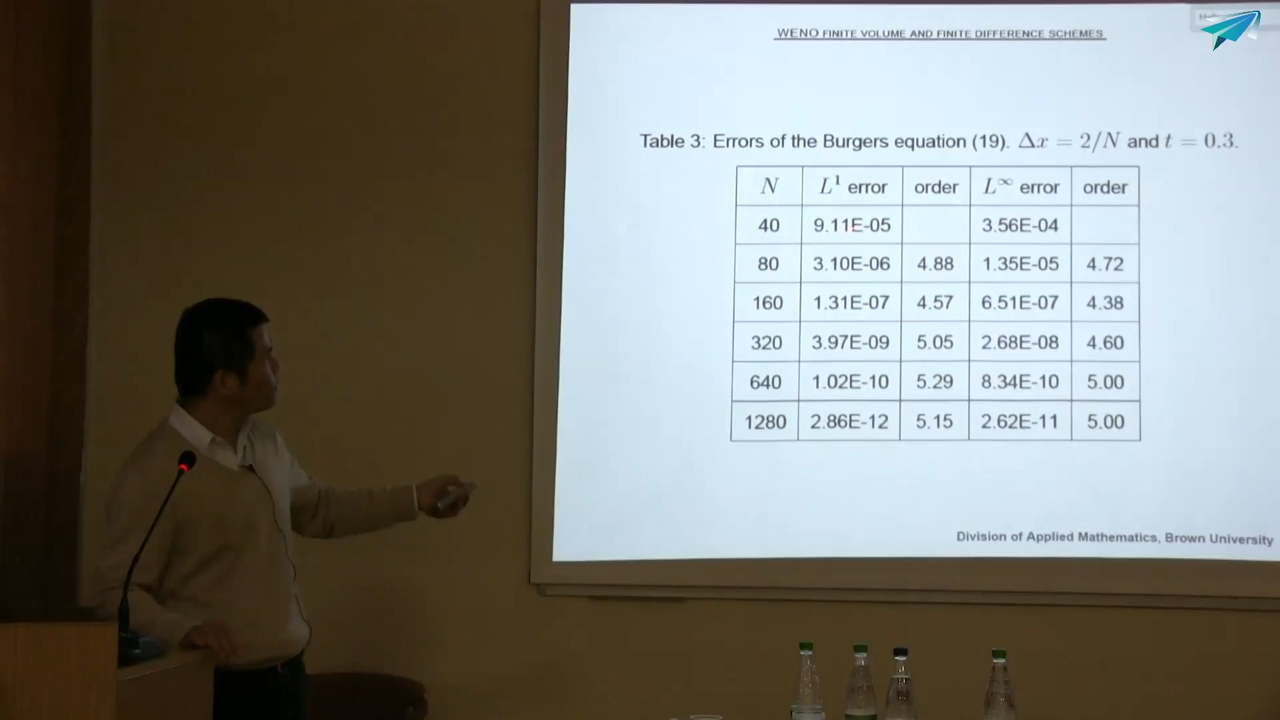 WENO FINITE VOLUME AND FINITE DIFFERENCE SCHEMES
Table 3: Errors of the Burgers equation (19). Δx = 2/N and t = 0.3.
N L¹ error order L∞ error order
40 9.11E-05 3.56E-04
80 3.10E-06 4.88 1.35E-05 4.72
160 1.31E-07 4.57 6.51E-07 4.38
320 3.97E-09 5.05 2.68E-08 4.60
640 1.02E-10 5.29 8.34E-10 5.00
1280 2.86E-12 5.15 2.62E-11 5.00
Division of Applied Mathematics, Brown University